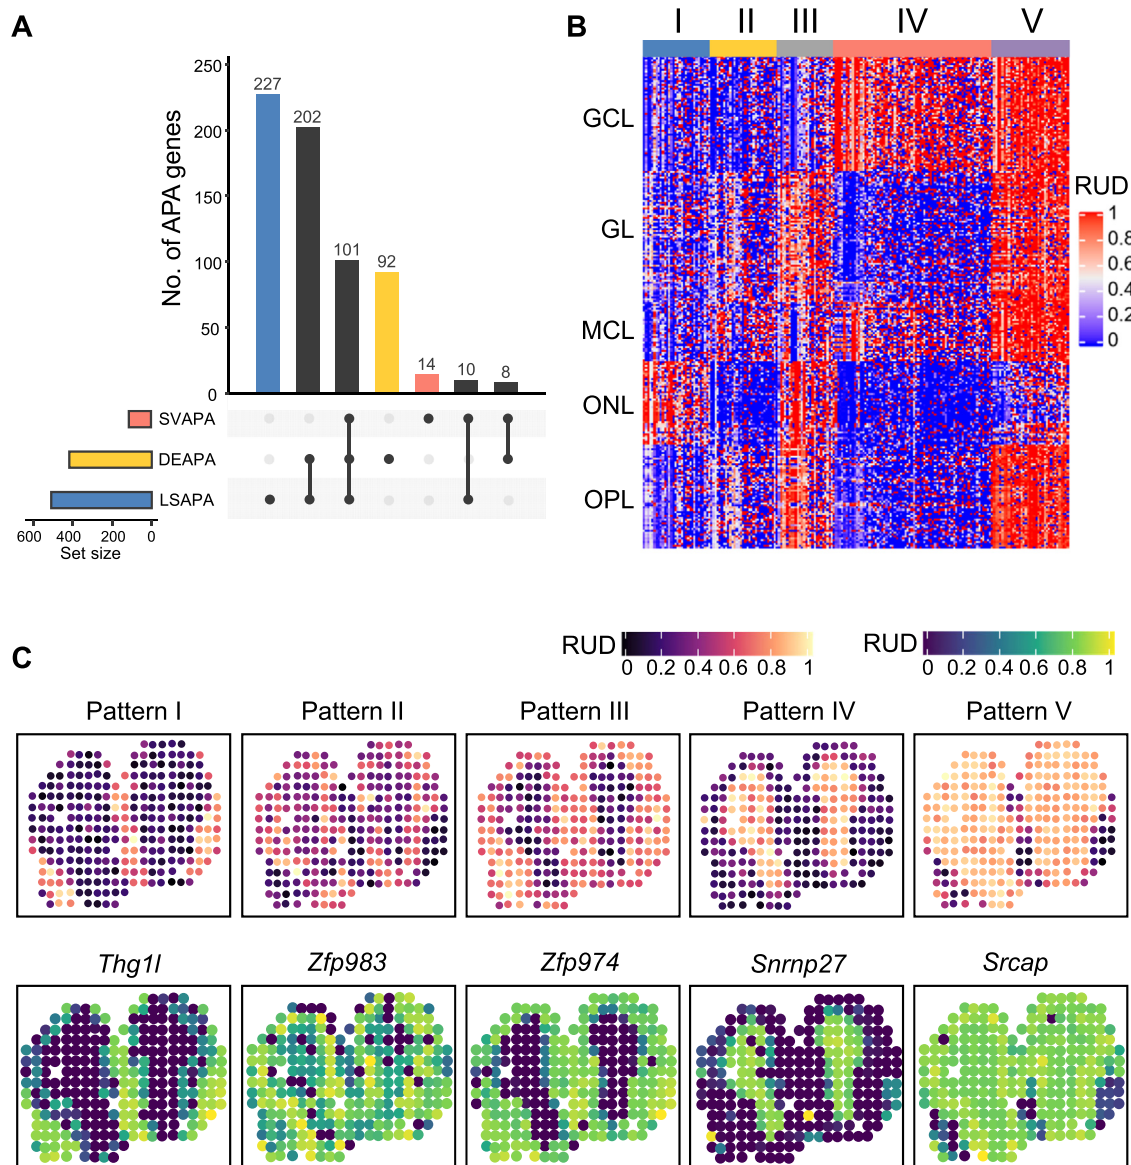 A
B
I II III IV V
No. of APA genes
250
200
150
100
50
0
227
202
101
92
14
10
8
SVAPA
DEAPA
LSAPA
600 400 200 0
Set size
GCL
GL
MCL
ONL
OPL
RUD
1
0.8
0.6
0.4
0.2
0
C
RUD
0 0.2 0.4 0.6 0.8 1
RUD
0 0.2 0.4 0.6 0.8 1
Pattern I Pattern II Pattern III Pattern IV Pattern V
Thg1l Zfp983 Zfp974 Snrnp27 Srcap